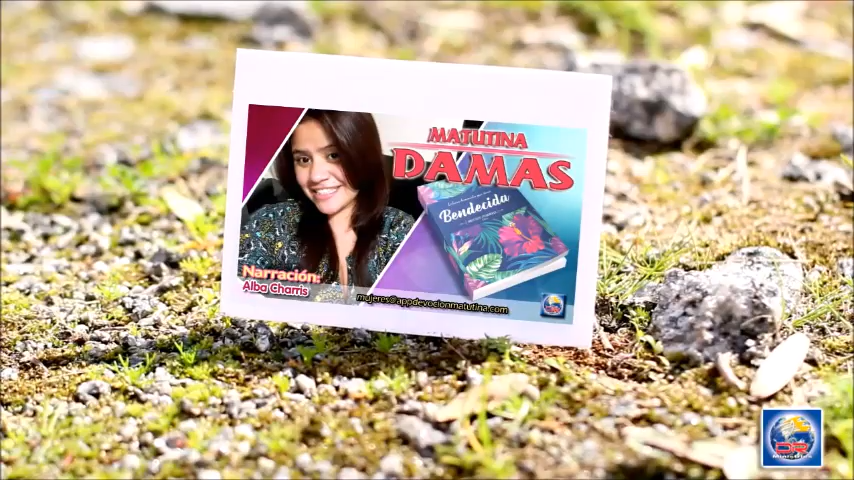 MATUTINA
DAMAS
Bendecida
Narración:
Alba Charris
mujeres@appdevocionmatutina.com